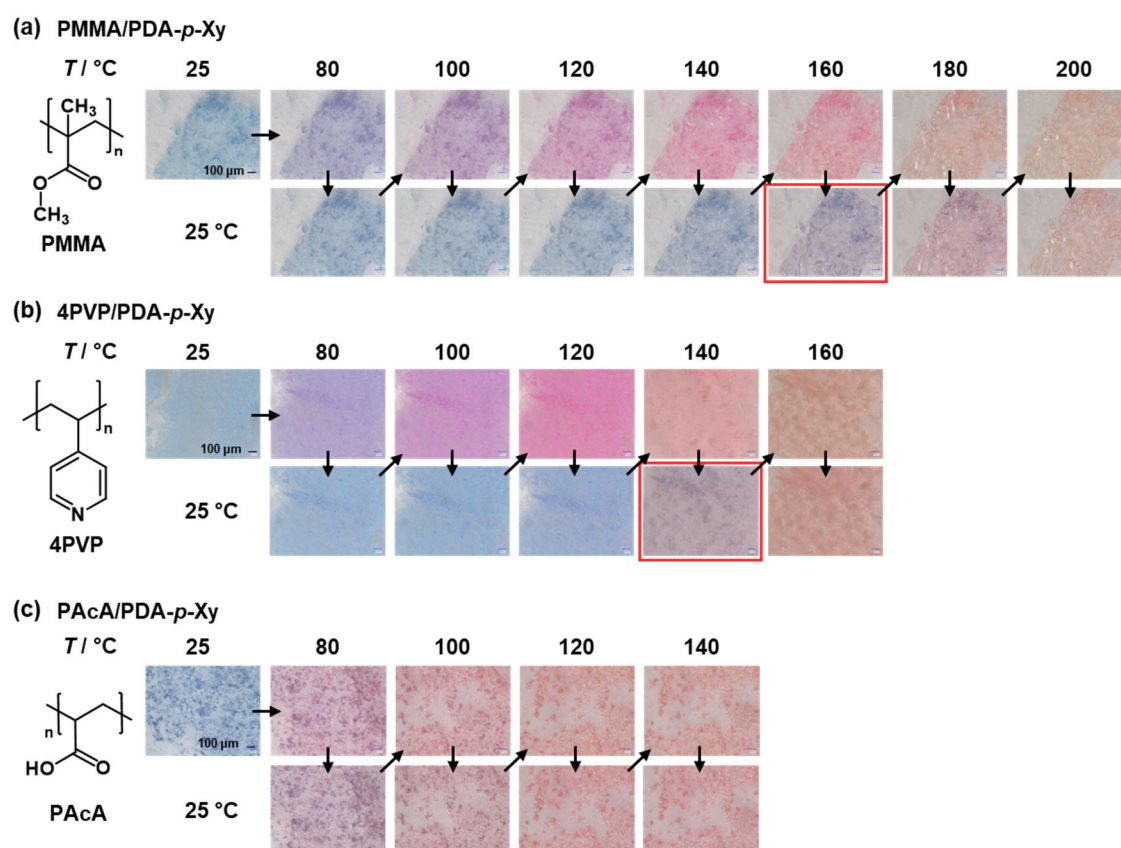 (a) PMMA/PDA-p-Xy
T / °C 25 80 100 120 140 160 180 200
CH₃
n
O
O
CH₃
100 µm
PMMA
25 °C
(b) 4PVP/PDA-p-Xy
T / °C 25 80 100 120 140 160
n
100 µm
N
4PVP
25 °C
(c) PAcA/PDA-p-Xy
T / °C 25 80 100 120 140
n
100 µm
HO
O
PAcA
25 °C